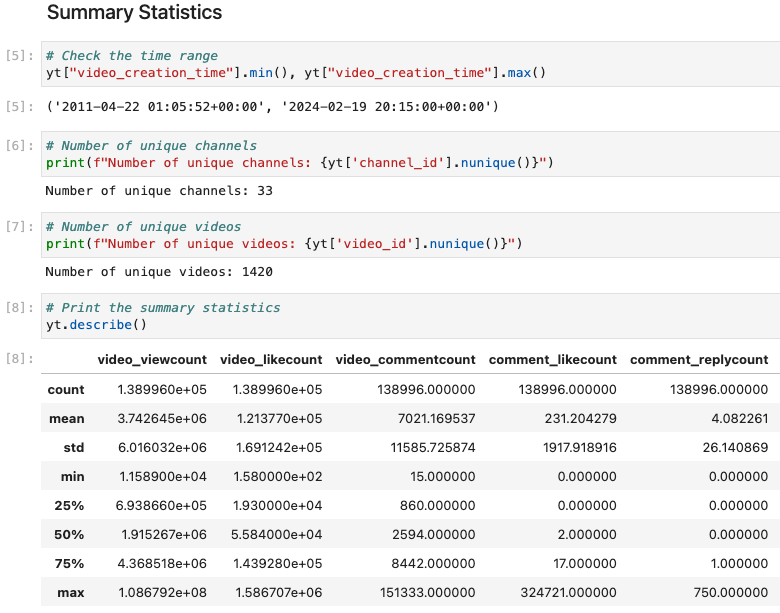 Summary Statistics
[5]: # Check the time range
yt["video_creation_time"].min(), yt["video_creation_time"].max()
[5]: ('2011-04-22 01:05:52+00:00', '2024-02-19 20:15:00+00:00')
[6]: # Number of unique channels
print(f"Number of unique channels: {yt['channel_id'].nunique()}")
Number of unique channels: 33
[7]: # Number of unique videos
print(f"Number of unique videos: {yt['video_id'].nunique()}")
Number of unique videos: 1420
[8]: # Print the summary statistics
yt.describe()
[8]: video_viewcount video_likecount video_commentcount comment_likecount comment_replycount
count 1.389960e+05 1.389960e+05 138996.000000 138996.000000 138996.000000
mean 3.742645e+06 1.213770e+05 7021.169537 231.204279 4.082261
std 6.016032e+06 1.691242e+05 11585.725874 1917.918916 26.140869
min 1.158900e+04 1.580000e+02 15.000000 0.000000 0.000000
25% 6.938660e+05 1.930000e+04 860.000000 0.000000 0.000000
50% 1.915267e+06 5.584000e+04 2594.000000 2.000000 0.000000
75% 4.368518e+06 1.439280e+05 8442.000000 17.000000 1.000000
max 1.086792e+08 1.586707e+06 151333.000000 324721.000000 750.000000